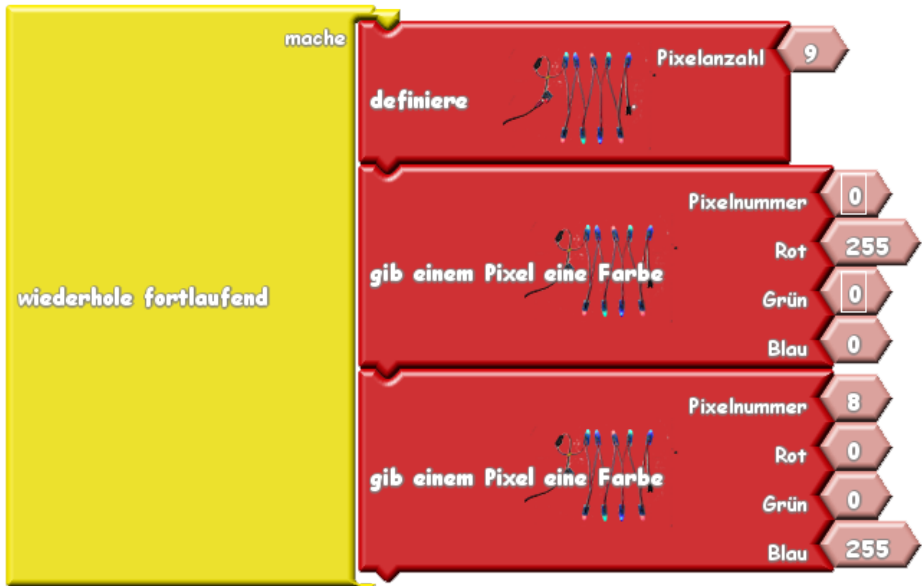 mache
Pixelanzahl 9
definiere
wiederhole fortlaufend
Pixelnummer 0
Rot 255
gib einem Pixel eine Farbe
Grün 0
Blau 0
Pixelnummer 8
Rot 0
gib einem Pixel eine Farbe
Grün 0
Blau 255